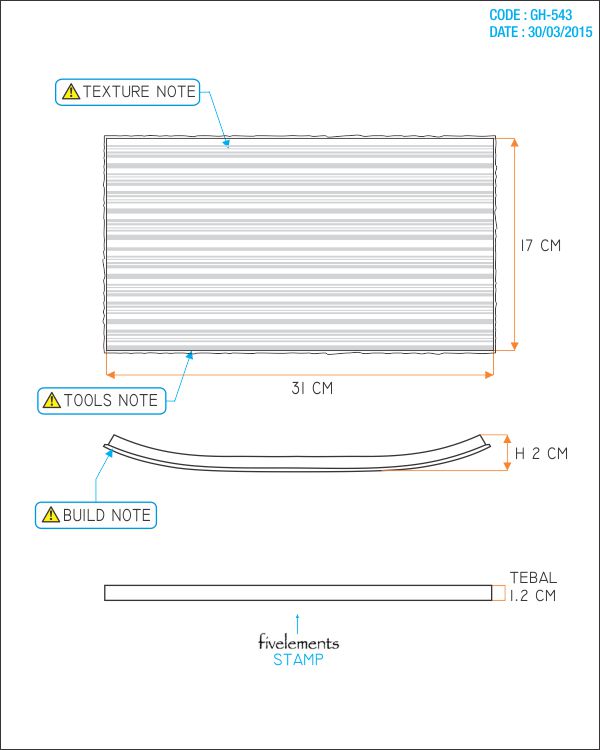 CODE : GH-543
DATE : 30/03/2015
TEXTURE NOTE
17 CM
31 CM
TOOLS NOTE
H 2 CM
BUILD NOTE
TEBAL
1.2 CM
fivelements
STAMP